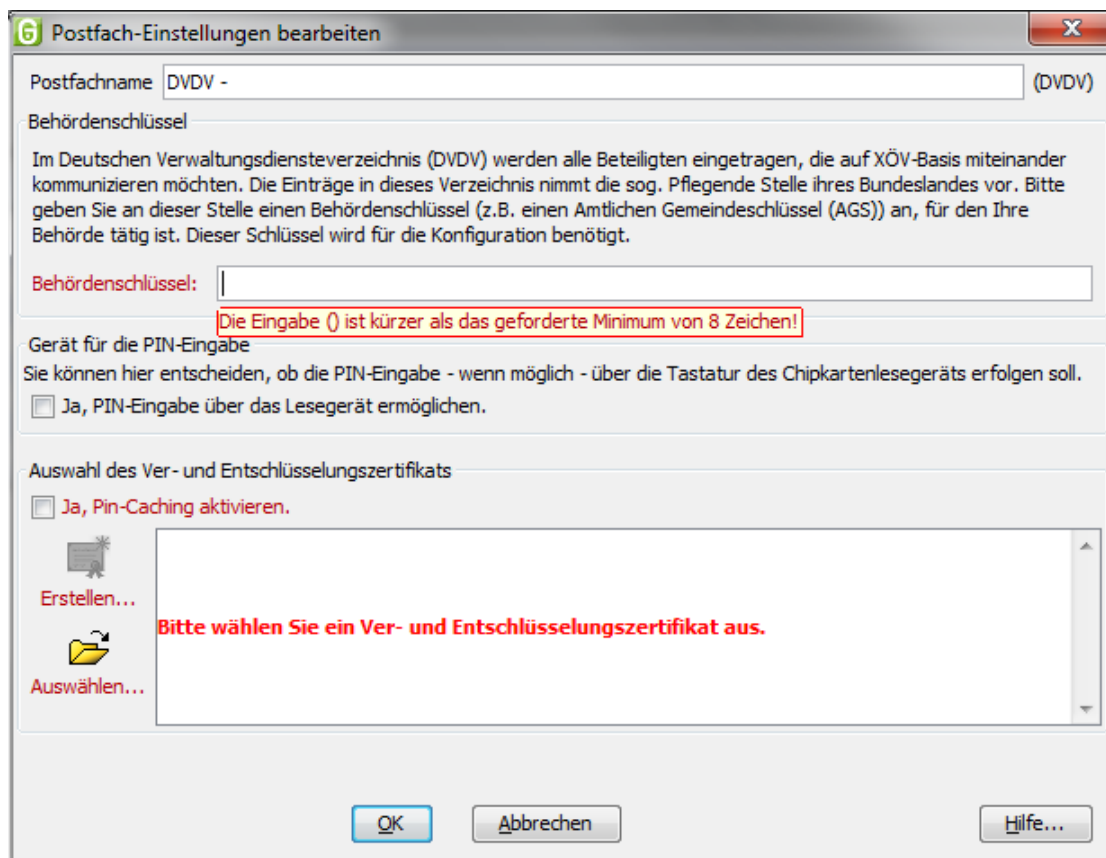 Postfach-Einstellungen bearbeiten
Postfachname DVDV - (DVDV)
Behördenschlüssel
Im Deutschen Verwaltungsdiensteverzeichnis (DVDV) werden alle Beteiligten eingetragen, die auf XÖV-Basis miteinander
kommunizieren möchten. Die Einträge in dieses Verzeichnis nimmt die sog. Pflegende Stelle ihres Bundeslandes vor. Bitte
geben Sie an dieser Stelle einen Behördenschlüssel (z.B. einen Amtlichen Gemeindeschlüssel (AGS)) an, für den Ihre
Behörde tätig ist. Dieser Schlüssel wird für die Konfiguration benötigt.
Behördenschlüssel:
Die Eingabe () ist kürzer als das geforderte Minimum von 8 Zeichen!
Gerät für die PIN-Eingabe
Sie können hier entscheiden, ob die PIN-Eingabe - wenn möglich - über die Tastatur des Chipkartenlesegeräts erfolgen soll.
Ja, PIN-Eingabe über das Lesegerät ermöglichen.
Auswahl des Ver- und Entschlüsselungszertifikats
Ja, Pin-Caching aktivieren.
Erstellen...
Bitte wählen Sie ein Ver- und Entschlüsselungszertifikat aus.
Auswählen...
OK Abbrechen Hilfe...